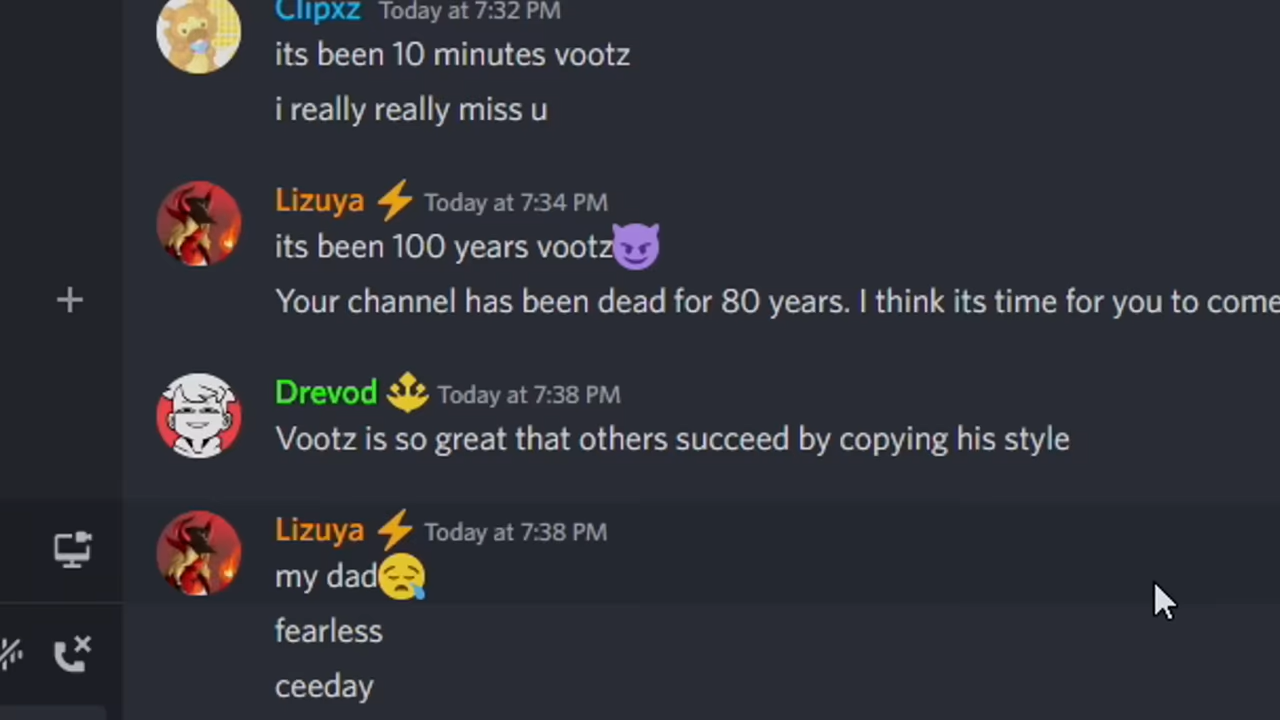 Clipxz Today at 7:32 PM
its been 10 minutes vootz
i really really miss u
Lizuya ⚡ Today at 7:34 PM
its been 100 years vootz😈
Your channel has been dead for 80 years. I think its time for you to come
Drevod Today at 7:38 PM
Vootz is so great that others succeed by copying his style
Lizuya ⚡ Today at 7:38 PM
my dad😪
fearless
ceeday